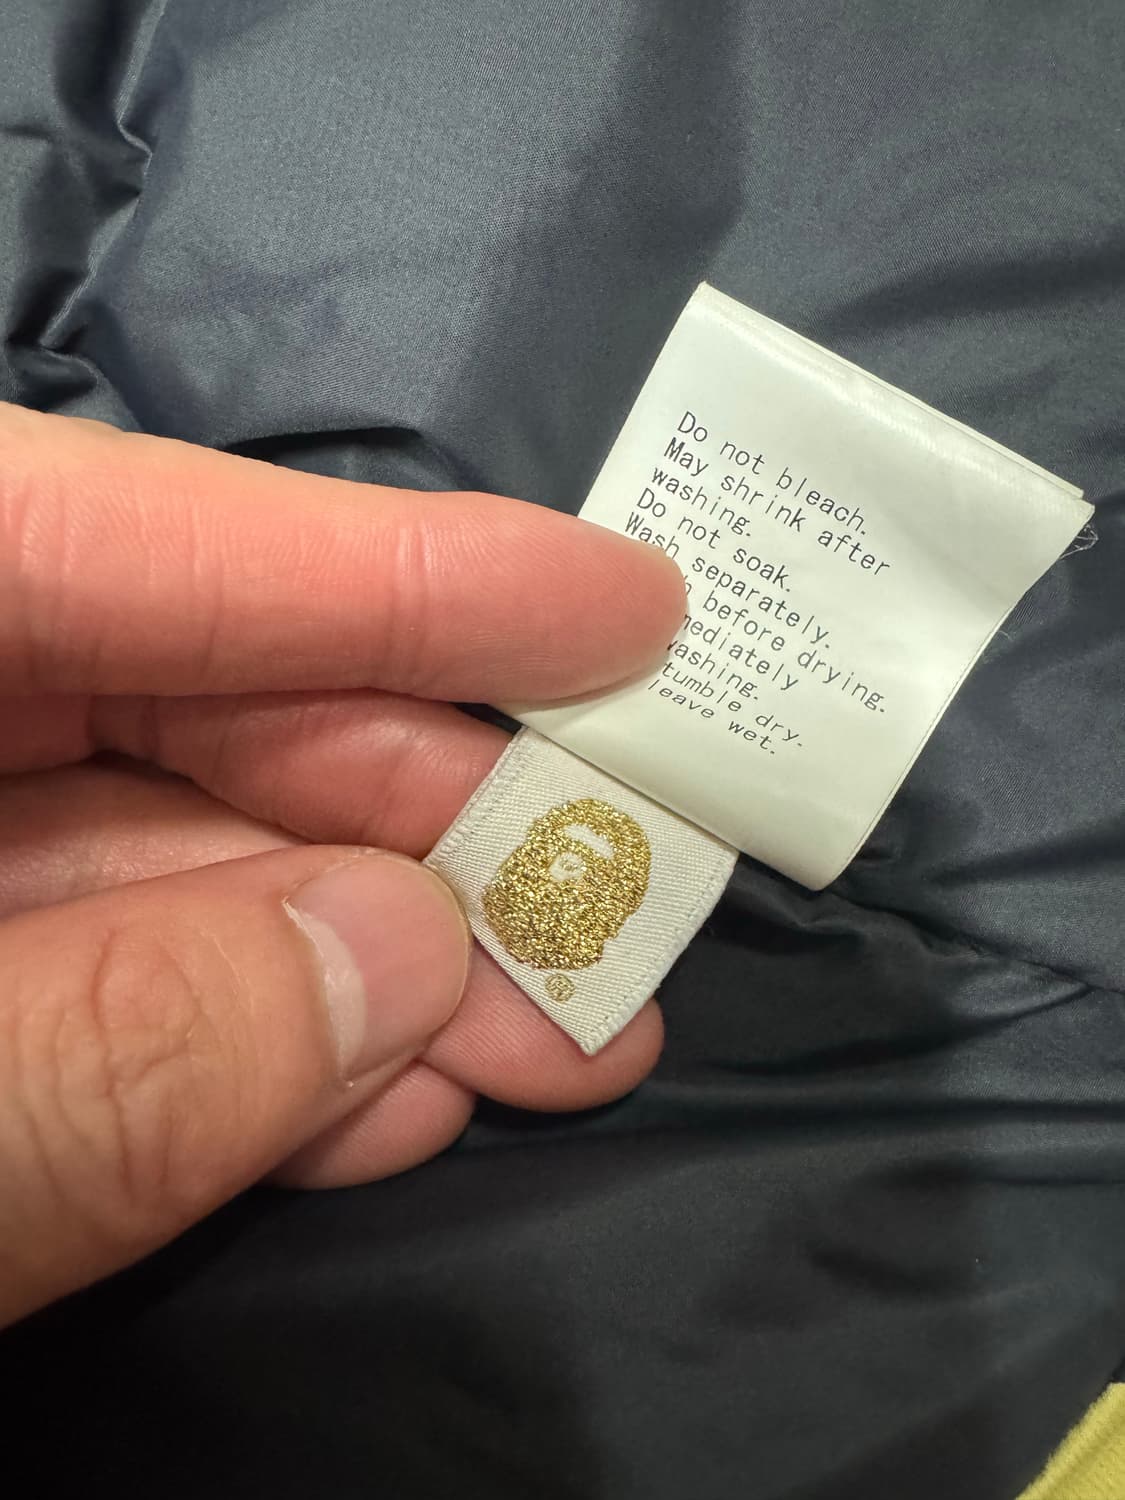 Do not bleach.
May shrink after
washing.
Do not soak.
Wash separately.
before drying.
washing.
tumble dry.
leave wet.
®